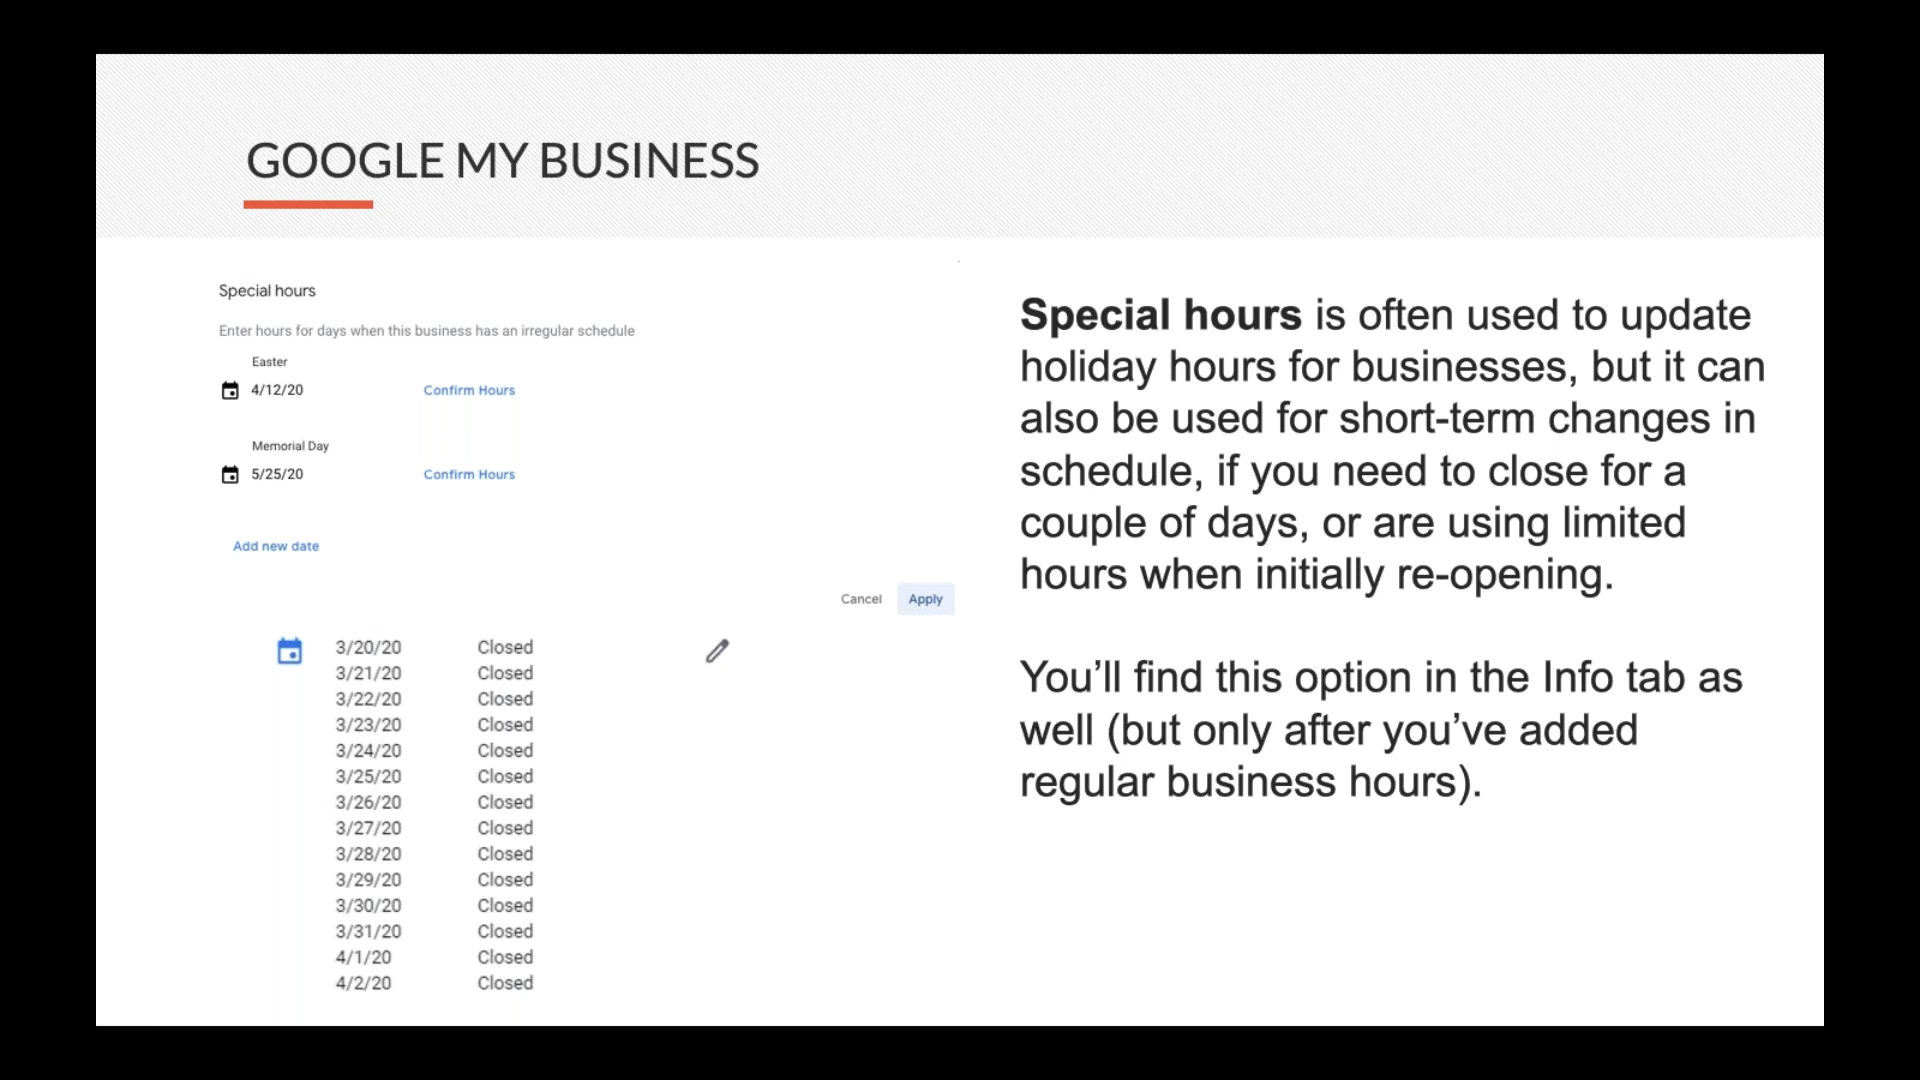 GOOGLE MY BUSINESS
Special hours
Enter hours for days when this business has an irregular schedule
Easter
4/12/20 Confirm Hours
Memorial Day
5/25/20 Confirm Hours
Add new date
Cancel Apply
3/20/20 Closed
3/21/20 Closed
3/22/20 Closed
3/23/20 Closed
3/24/20 Closed
3/25/20 Closed
3/26/20 Closed
3/27/20 Closed
3/28/20 Closed
3/29/20 Closed
3/30/20 Closed
3/31/20 Closed
4/1/20 Closed
4/2/20 Closed
Special hours is often used to update
holiday hours for businesses, but it can
also be used for short-term changes in
schedule, if you need to close for a
couple of days, or are using limited
hours when initially re-opening.
You’ll find this option in the Info tab as
well (but only after you’ve added
regular business hours).